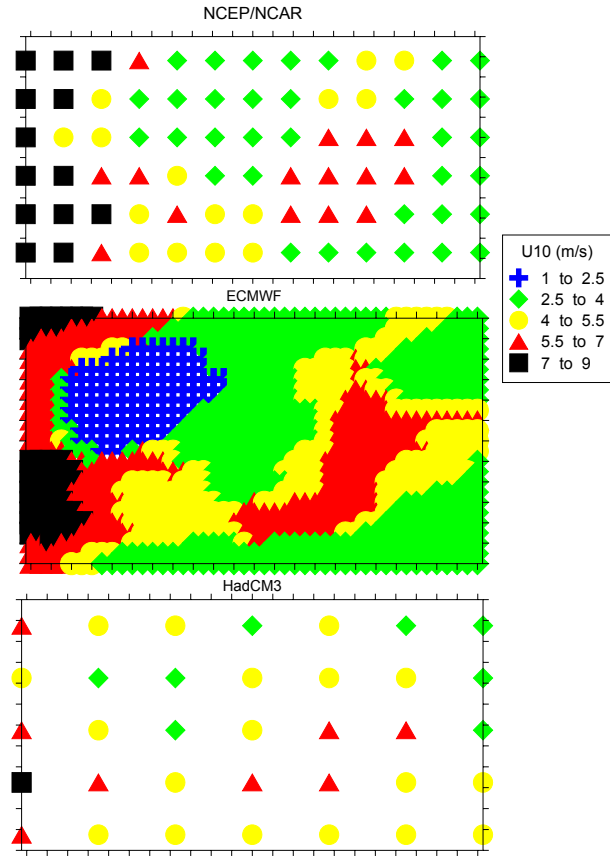 NCEP/NCAR
U10 (m/s)
1 to 2.5
2.5 to 4
4 to 5.5
5.5 to 7
7 to 9
ECMWF
HadCM3